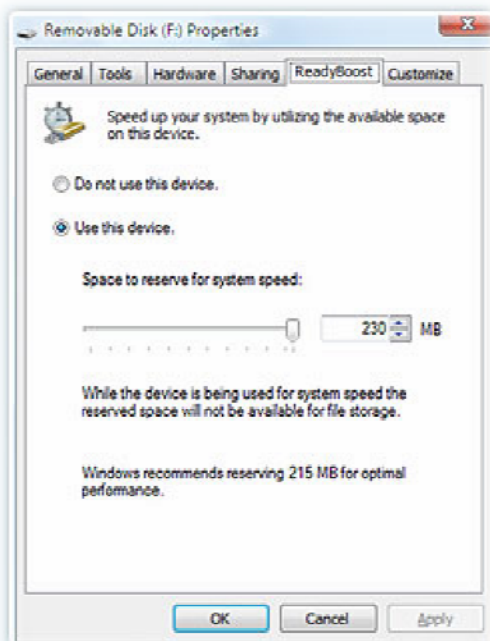 Removable Disk (F:) Properties
General Tools Hardware Sharing ReadyBoost Customize
Speed up your system by utilizing the available space
on this device.
Do not use this device.
Use this device.
Space to reserve for system speed:
230 MB
While the device is being used for system speed the
reserved space will not be available for file storage.
Windows recommends reserving 215 MB for optimal
performance.
OK Cancel Apply